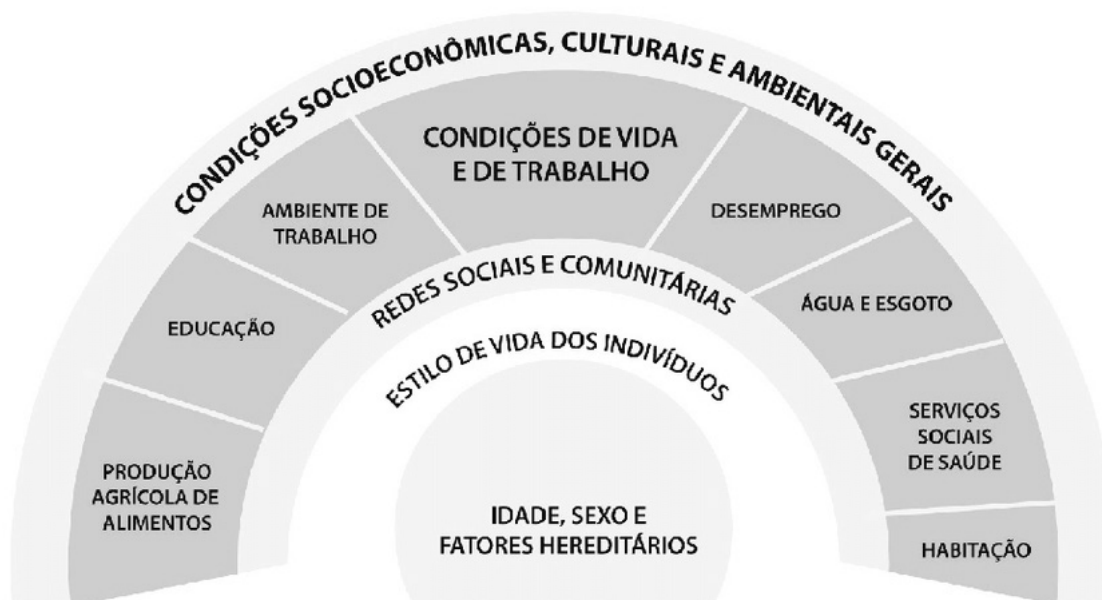 CONDIÇÕES SOCIOECONÔMICAS, CULTURAIS E AMBIENTAIS GERAIS
CONDIÇÕES DE VIDA
E DE TRABALHO
AMBIENTE DE
TRABALHO
DESEMPREGO
EDUCAÇÃO
ÁGUA E ESGOTO
PRODUÇÃO
AGRÍCOLA DE
ALIMENTOS
SERVIÇOS
SOCIAIS
DE SAÚDE
HABITAÇÃO
REDES SOCIAIS E COMUNITÁRIAS
ESTILO DE VIDA DOS INDIVÍDUOS
IDADE, SEXO E
FATORES HEREDITÁRIOS